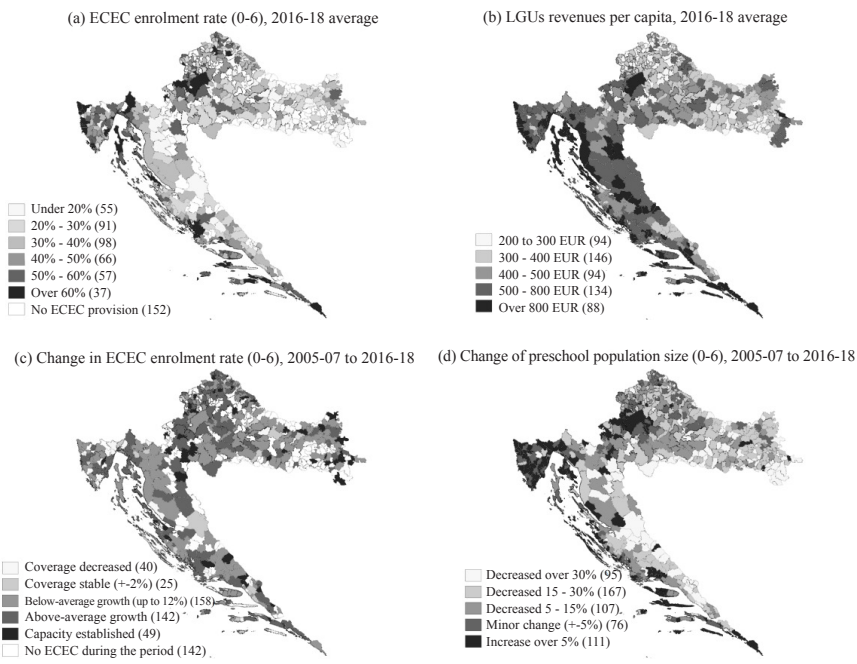 (a) ECEC enrolment rate (0-6), 2016-18 average
Under 20% (55)
20% - 30% (91)
30% - 40% (98)
40% - 50% (66)
50% - 60% (57)
Over 60% (37)
No ECEC provision (152)
(b) LGUs revenues per capita, 2016-18 average
200 to 300 EUR (94)
300 - 400 EUR (146)
400 - 500 EUR (94)
500 - 800 EUR (134)
Over 800 EUR (88)
(c) Change in ECEC enrolment rate (0-6), 2005-07 to 2016-18
Coverage decreased (40)
Coverage stable (+-2%) (25)
Below-average growth (up to 12%) (158)
Above-average growth (142)
Capacity established (49)
No ECEC during the period (142)
(d) Change of preschool population size (0-6), 2005-07 to 2016-18
Decreased over 30% (95)
Decreased 15 - 30% (167)
Decreased 5 - 15% (107)
Minor change (+-5%) (76)
Increase over 5% (111)